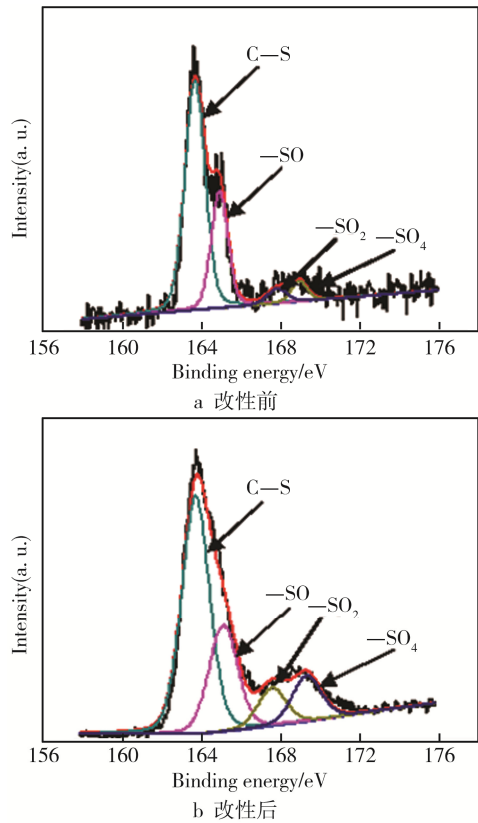 C—S
—SO
—SO₂
—SO₄
Intensity(a. u.)
156 160 164 168 172 176
Binding energy/eV
a 改性前
C—S
—SO
—SO₂
—SO₄
Intensity(a. u.)
156 160 164 168 172 176
Binding energy/eV
b 改性后